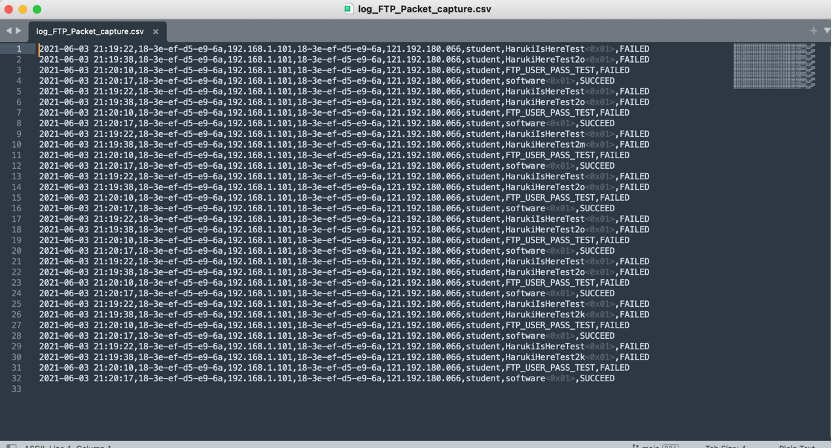 log_FTP_Packet_capture.csv
log_FTP_Packet_capture.csv ×
1 2021-06-03 21:19:22,18-3e-ef-d5-e9-6a,192.168.1.101,18-3e-ef-d5-e9-6a,121.192.180.066,student,HarukiIsHereTest<0x01>,FAILED
2 2021-06-03 21:19:38,18-3e-ef-d5-e9-6a,192.168.1.101,18-3e-ef-d5-e9-6a,121.192.180.066,student,HarukiHereTest2o<0x01>,FAILED
3 2021-06-03 21:20:10,18-3e-ef-d5-e9-6a,192.168.1.101,18-3e-ef-d5-e9-6a,121.192.180.066,student,FTP_USER_PASS_TEST,FAILED
4 2021-06-03 21:20:17,18-3e-ef-d5-e9-6a,192.168.1.101,18-3e-ef-d5-e9-6a,121.192.180.066,student,software<0x01>,SUCCEED
5 2021-06-03 21:19:22,18-3e-ef-d5-e9-6a,192.168.1.101,18-3e-ef-d5-e9-6a,121.192.180.066,student,HarukiIsHereTest<0x01>,FAILED
6 2021-06-03 21:19:38,18-3e-ef-d5-e9-6a,192.168.1.101,18-3e-ef-d5-e9-6a,121.192.180.066,student,HarukiHereTest2o<0x01>,FAILED
7 2021-06-03 21:20:10,18-3e-ef-d5-e9-6a,192.168.1.101,18-3e-ef-d5-e9-6a,121.192.180.066,student,FTP_USER_PASS_TEST,FAILED
8 2021-06-03 21:20:17,18-3e-ef-d5-e9-6a,192.168.1.101,18-3e-ef-d5-e9-6a,121.192.180.066,student,software<0x01>,SUCCEED
9 2021-06-03 21:19:22,18-3e-ef-d5-e9-6a,192.168.1.101,18-3e-ef-d5-e9-6a,121.192.180.066,student,HarukiIsHereTest<0x01>,FAILED
10 2021-06-03 21:19:38,18-3e-ef-d5-e9-6a,192.168.1.101,18-3e-ef-d5-e9-6a,121.192.180.066,student,HarukiHereTest2m<0x01>,FAILED
11 2021-06-03 21:20:10,18-3e-ef-d5-e9-6a,192.168.1.101,18-3e-ef-d5-e9-6a,121.192.180.066,student,FTP_USER_PASS_TEST,FAILED
12 2021-06-03 21:20:17,18-3e-ef-d5-e9-6a,192.168.1.101,18-3e-ef-d5-e9-6a,121.192.180.066,student,software<0x01>,SUCCEED
13 2021-06-03 21:19:22,18-3e-ef-d5-e9-6a,192.168.1.101,18-3e-ef-d5-e9-6a,121.192.180.066,student,HarukiIsHereTest<0x01>,FAILED
14 2021-06-03 21:19:38,18-3e-ef-d5-e9-6a,192.168.1.101,18-3e-ef-d5-e9-6a,121.192.180.066,student,HarukiHereTest2o<0x01>,FAILED
15 2021-06-03 21:20:10,18-3e-ef-d5-e9-6a,192.168.1.101,18-3e-ef-d5-e9-6a,121.192.180.066,student,FTP_USER_PASS_TEST,FAILED
16 2021-06-03 21:20:17,18-3e-ef-d5-e9-6a,192.168.1.101,18-3e-ef-d5-e9-6a,121.192.180.066,student,software<0x01>,SUCCEED
17 2021-06-03 21:19:22,18-3e-ef-d5-e9-6a,192.168.1.101,18-3e-ef-d5-e9-6a,121.192.180.066,student,HarukiIsHereTest<0x01>,FAILED
18 2021-06-03 21:19:38,18-3e-ef-d5-e9-6a,192.168.1.101,18-3e-ef-d5-e9-6a,121.192.180.066,student,HarukiHereTest2o<0x01>,FAILED
19 2021-06-03 21:20:10,18-3e-ef-d5-e9-6a,192.168.1.101,18-3e-ef-d5-e9-6a,121.192.180.066,student,FTP_USER_PASS_TEST,FAILED
20 2021-06-03 21:20:17,18-3e-ef-d5-e9-6a,192.168.1.101,18-3e-ef-d5-e9-6a,121.192.180.066,student,software<0x01>,SUCCEED
21 2021-06-03 21:19:22,18-3e-ef-d5-e9-6a,192.168.1.101,18-3e-ef-d5-e9-6a,121.192.180.066,student,HarukiIsHereTest<0x01>,FAILED
22 2021-06-03 21:19:38,18-3e-ef-d5-e9-6a,192.168.1.101,18-3e-ef-d5-e9-6a,121.192.180.066,student,HarukiHereTest2o<0x01>,FAILED
23 2021-06-03 21:20:10,18-3e-ef-d5-e9-6a,192.168.1.101,18-3e-ef-d5-e9-6a,121.192.180.066,student,FTP_USER_PASS_TEST,FAILED
24 2021-06-03 21:20:17,18-3e-ef-d5-e9-6a,192.168.1.101,18-3e-ef-d5-e9-6a,121.192.180.066,student,software<0x01>,SUCCEED
25 2021-06-03 21:19:22,18-3e-ef-d5-e9-6a,192.168.1.101,18-3e-ef-d5-e9-6a,121.192.180.066,student,HarukiIsHereTest<0x01>,FAILED
26 2021-06-03 21:19:38,18-3e-ef-d5-e9-6a,192.168.1.101,18-3e-ef-d5-e9-6a,121.192.180.066,student,HarukiHereTest2k<0x01>,FAILED
27 2021-06-03 21:20:10,18-3e-ef-d5-e9-6a,192.168.1.101,18-3e-ef-d5-e9-6a,121.192.180.066,student,FTP_USER_PASS_TEST,FAILED
28 2021-06-03 21:20:17,18-3e-ef-d5-e9-6a,192.168.1.101,18-3e-ef-d5-e9-6a,121.192.180.066,student,software<0x01>,SUCCEED
29 2021-06-03 21:19:22,18-3e-ef-d5-e9-6a,192.168.1.101,18-3e-ef-d5-e9-6a,121.192.180.066,student,HarukiIsHereTest<0x01>,FAILED
30 2021-06-03 21:19:38,18-3e-ef-d5-e9-6a,192.168.1.101,18-3e-ef-d5-e9-6a,121.192.180.066,student,HarukiHereTest2k<0x01>,FAILED
31 2021-06-03 21:20:10,18-3e-ef-d5-e9-6a,192.168.1.101,18-3e-ef-d5-e9-6a,121.192.180.066,student,FTP_USER_PASS_TEST,FAILED
32 2021-06-03 21:20:17,18-3e-ef-d5-e9-6a,192.168.1.101,18-3e-ef-d5-e9-6a,121.192.180.066,student,software<0x01>,SUCCEED
33